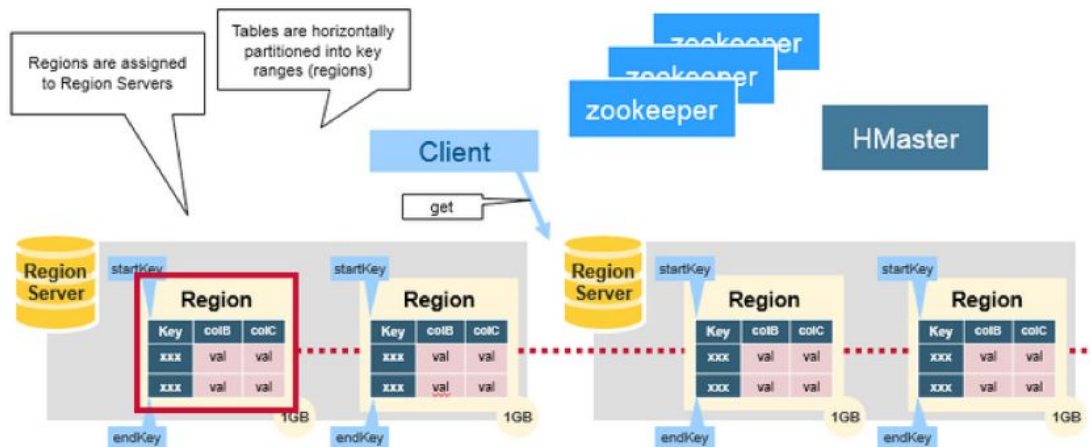 Regions are assigned
to Region Servers
Tables are horizontally
partitioned into key
ranges (regions)
zookeeper
zookeeper
zookeeper
HMaster
Client
get
Region
Server
startKey
Region
Key colB colC
xxx val val
xxx val val
1GB
endKey
startKey
Region
Key colB colC
xxx val val
xxx val val
1GB
endKey
Region
Server
startKey
Region
Key colB colC
xxx val val
xxx val val
1GB
endKey
startKey
Region
Key colB colC
xxx val val
xxx val val
1GB
endKey